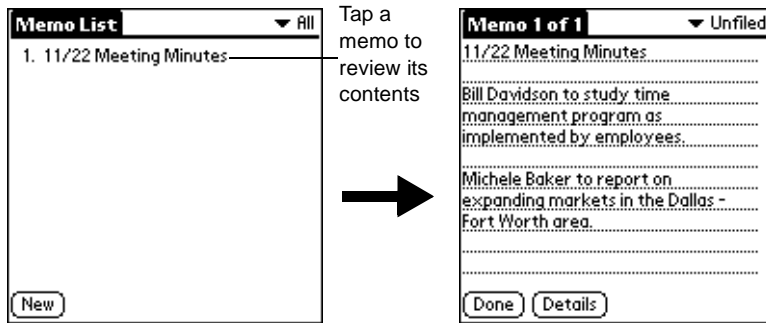 Memo List
All
1. 11/22 Meeting Minutes
New
Tap a
memo to
review its
contents
Memo 1 of 1
Unfiled
11/22 Meeting Minutes
Bill Davidson to study time
management program as
implemented by employees.
Michele Baker to report on
expanding markets in the Dallas -
Fort Worth area.
Done
Details